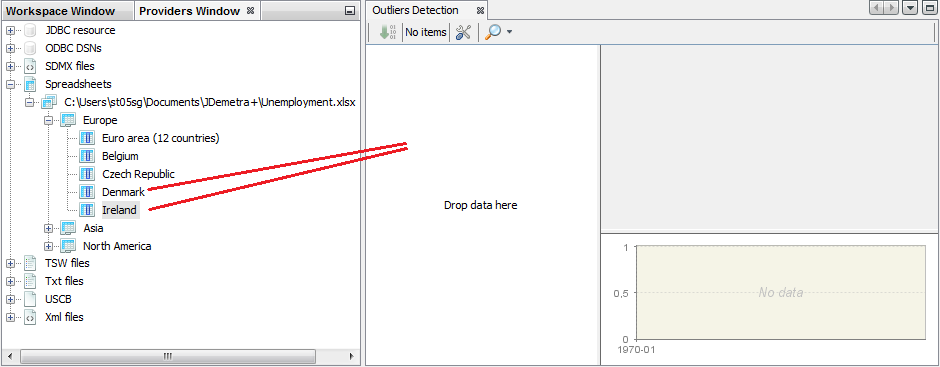 Workspace Window
Providers Window
JDBC resource
ODBC DSNs
SDMX files
Spreadsheets
C:\Users\st05sg\Documents\JDemetra+\Unemployment.xlsx
Europe
Euro area (12 countries)
Belgium
Czech Republic
Denmark
Ireland
Asia
North America
TSW files
Txt files
USCB
Xml files
Outliers Detection
No items
Drop data here
1
0,5
0
No data
1970-01